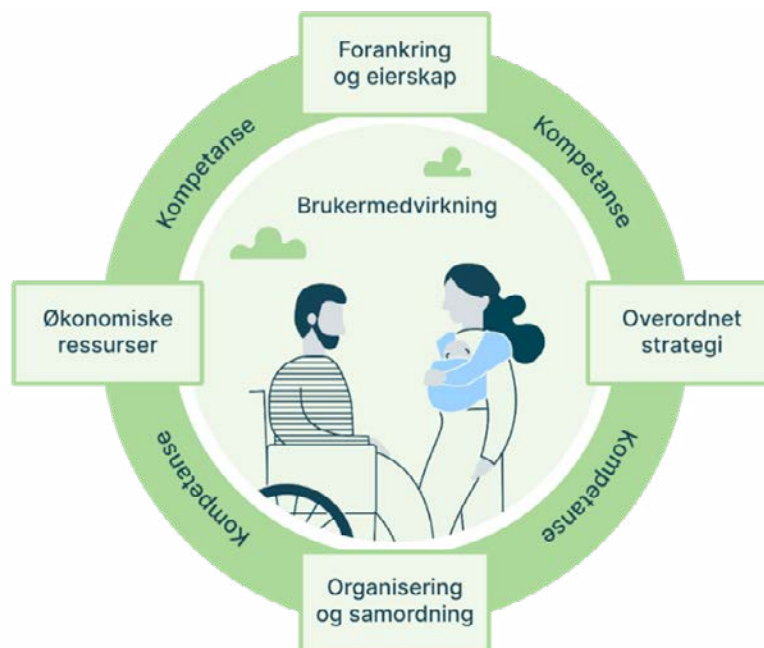 Forankring
og eierskap
Kompetanse
Kompetanse
Brukermedvirkning
Økonomiske
ressurser
Overordnet
strategi
Kompetanse
Kompetanse
Organisering
og samordning